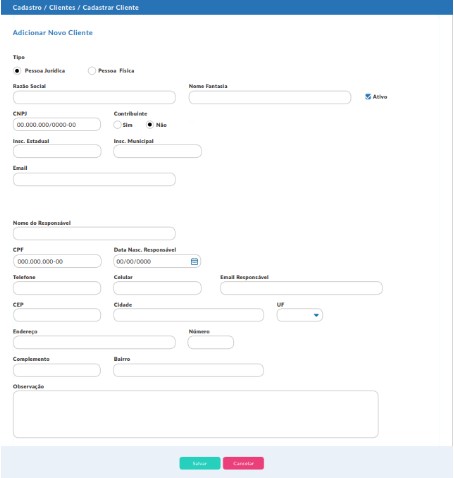 Cadastro / Clientes / Cadastrar Cliente
Adicionar Novo Cliente
Tipo
Pessoa Jurídica Pessoa Física
Razão Social Nome Fantasia
Ativo
CNPJ Contribuinte
00.000.000/0000-00 Sim Não
Insc. Estadual Insc. Municipal
Email
Nome do Responsável
CPF Data Nasc. Responsável
000.000.000-00 00/00/0000
Telefone Celular Email Responsável
CEP Cidade UF
Endereço Número
Complemento Bairro
Observação
Salvar Cancelar